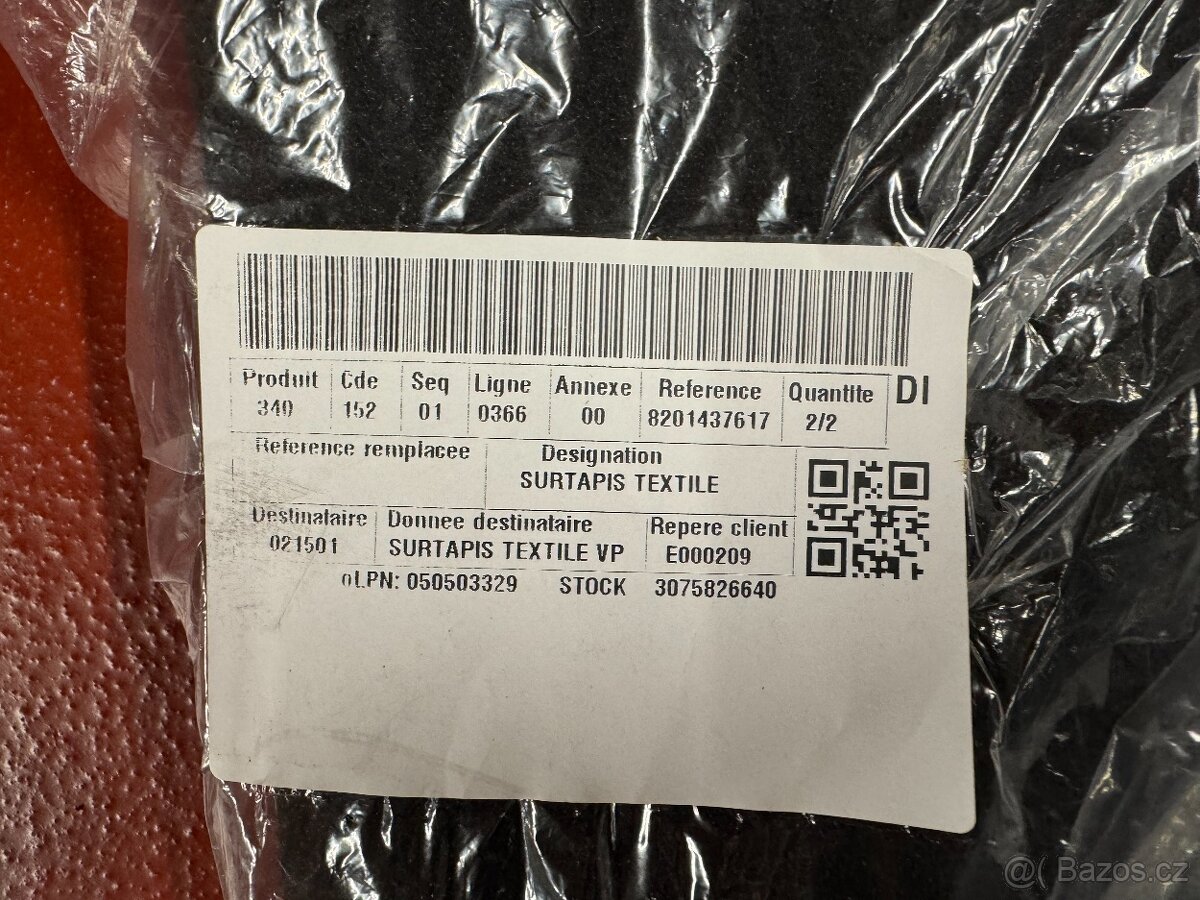 Produit Cde Seq Ligne Annexe Reference Quantite DI
340 152 01 0366 00 8201437617 2/2
Reference remplacee Designation
SURTAPIS TEXTILE
Destinataire Donnee destinataire Repere client
021501 SURTAPIS TEXTILE VP E000209
oLPN: 050503329 STOCK 3075826640
@( Bazos.cz